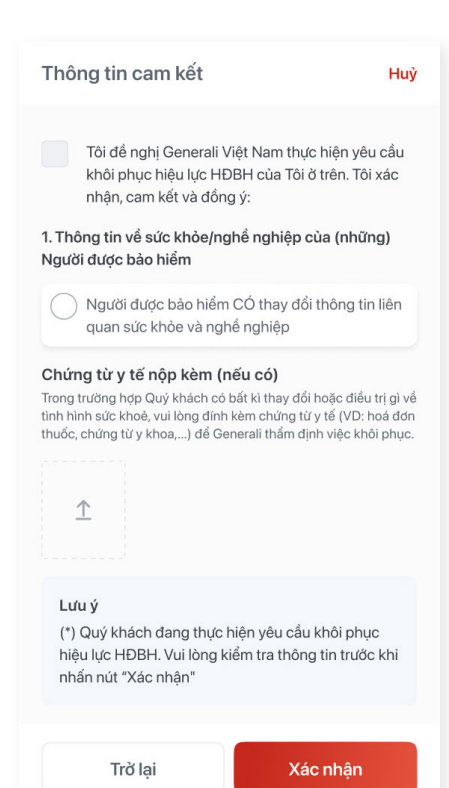 Thông tin cam kết
Huỷ
Tôi đề nghị Generali Việt Nam thực hiện yêu cầu
khôi phục hiệu lực HĐBH của Tôi ở trên. Tôi xác
nhận, cam kết và đồng ý:
1. Thông tin về sức khỏe/nghề nghiệp của (những)
Người được bảo hiểm
Người được bảo hiểm CÓ thay đổi thông tin liên
quan sức khỏe và nghề nghiệp
Chứng từ y tế nộp kèm (nếu có)
Trong trường hợp Quý khách có bất kì thay đổi hoặc điều trị gì về
tình hình sức khoẻ, vui lòng đính kèm chứng từ y tế (VD: hoá đơn
thuốc, chứng từ y khoa,...) để Generali thẩm định việc khôi phục.
Lưu ý
(*) Quý khách đang thực hiện yêu cầu khôi phục
hiệu lực HĐBH. Vui lòng kiểm tra thông tin trước khi
nhấn nút "Xác nhận"
Trở lại
Xác nhận